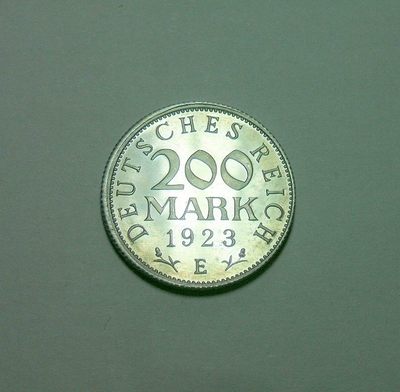 DEUTSCHES REICH
200
MARK
1923
E